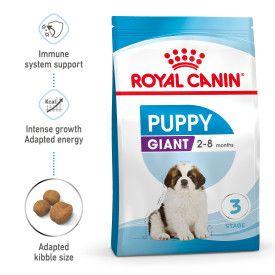 Immune
system support
Kcal
Intense growth
Adapted energy
Adapted
kibble size
ROYAL CANIN
PUPPY
GIANT 2-8 months
3
STAGE